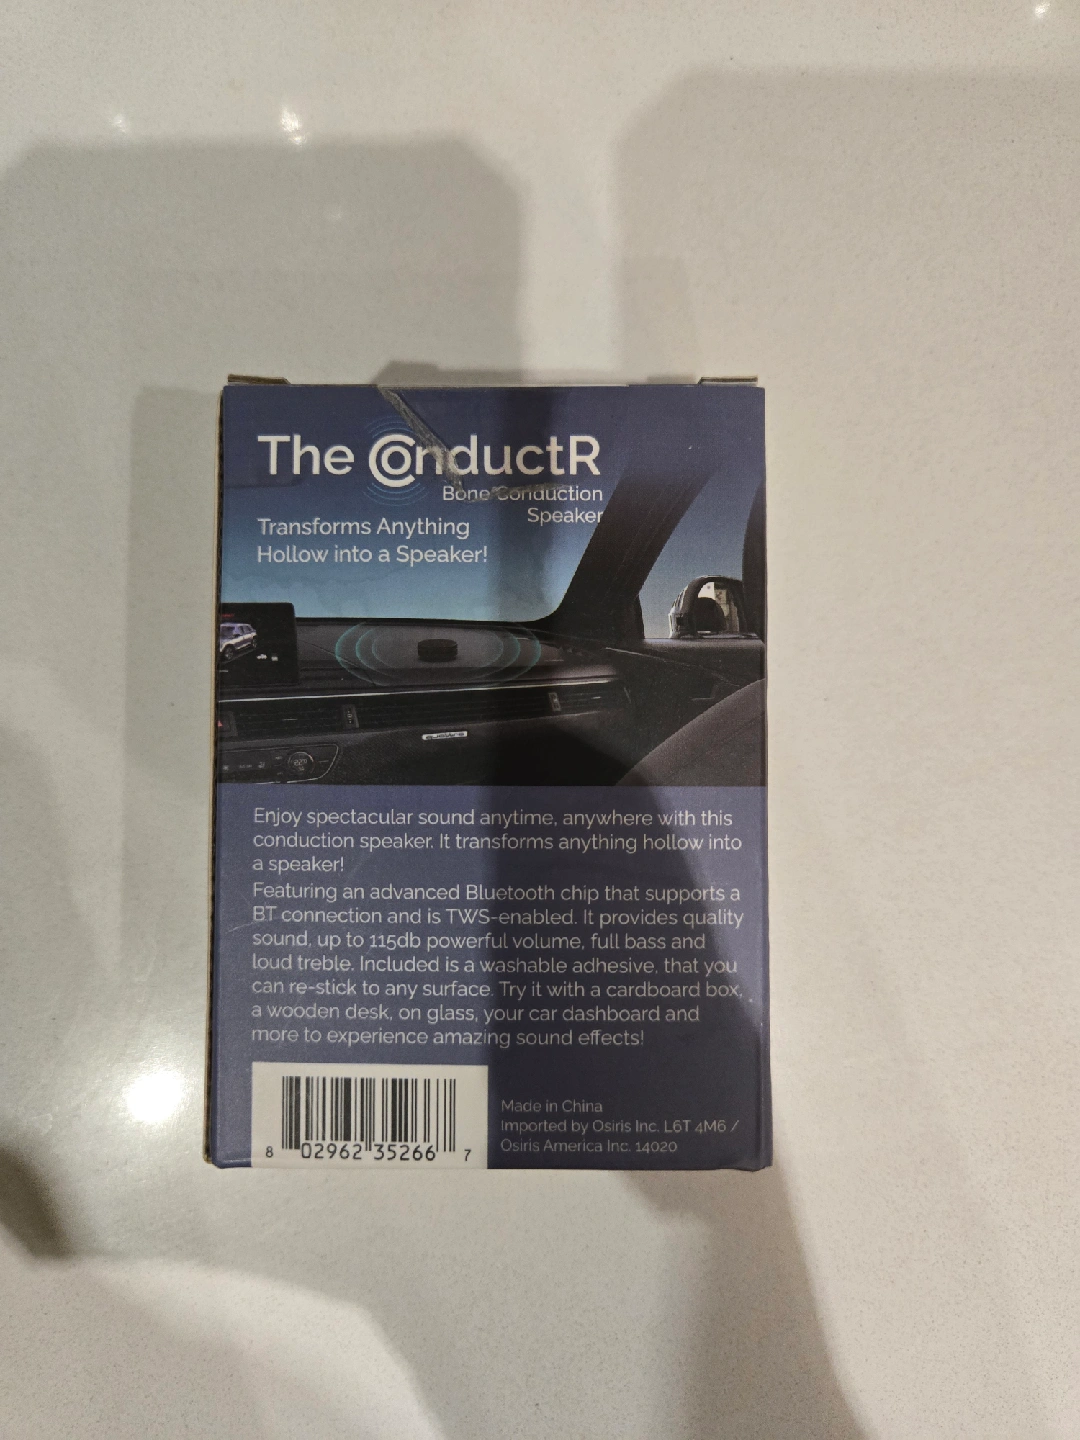 The ConductR
Bone Conduction
Speaker
Transforms Anything
Hollow into a Speaker!
Enjoy spectacular sound anytime, anywhere with this
conduction speaker. It transforms anything hollow into
a speaker!
Featuring an advanced Bluetooth chip that supports a
BT connection and is TWS-enabled. It provides quality
sound, up to 115db powerful volume, full bass and
loud treble. Included is a washable adhesive, that you
can re-stick to any surface. Try it with a cardboard box,
a wooden desk, on glass, your car dashboard and
more to experience amazing sound effects!
Made in China
Imported by Osiris Inc. L6T 4M6 /
Osiris America Inc. 14020
8 02962 35266 7